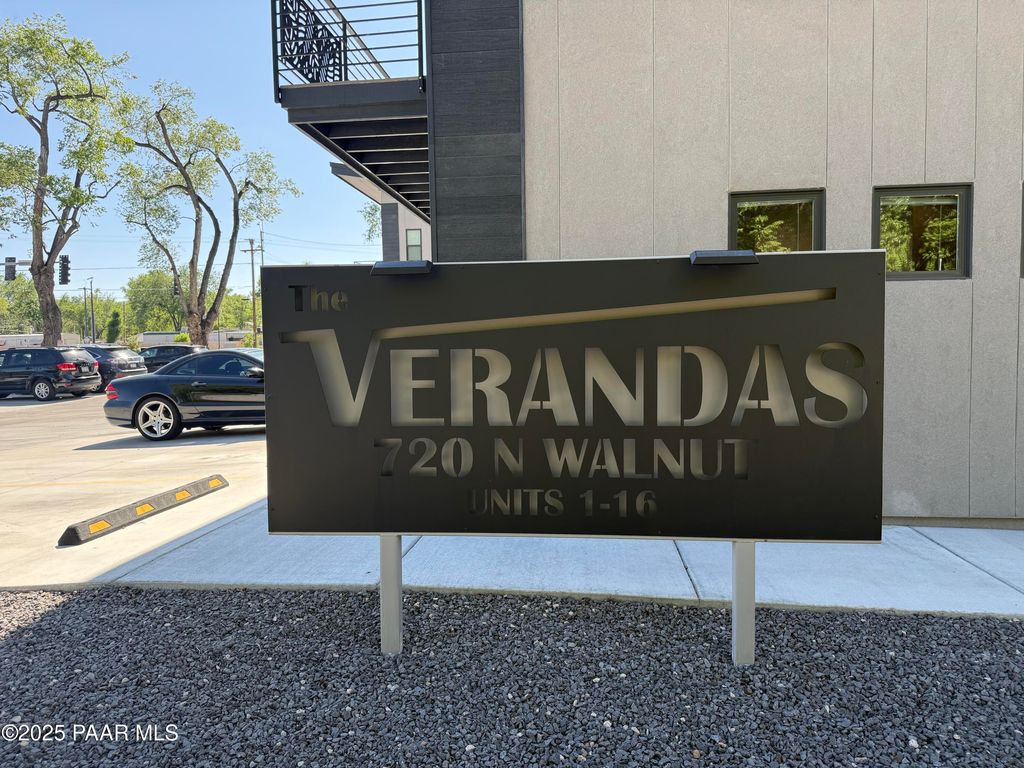 The
VERANDAS
720 N WALNUT
UNITS 1-16
©2025 PAAR MLS